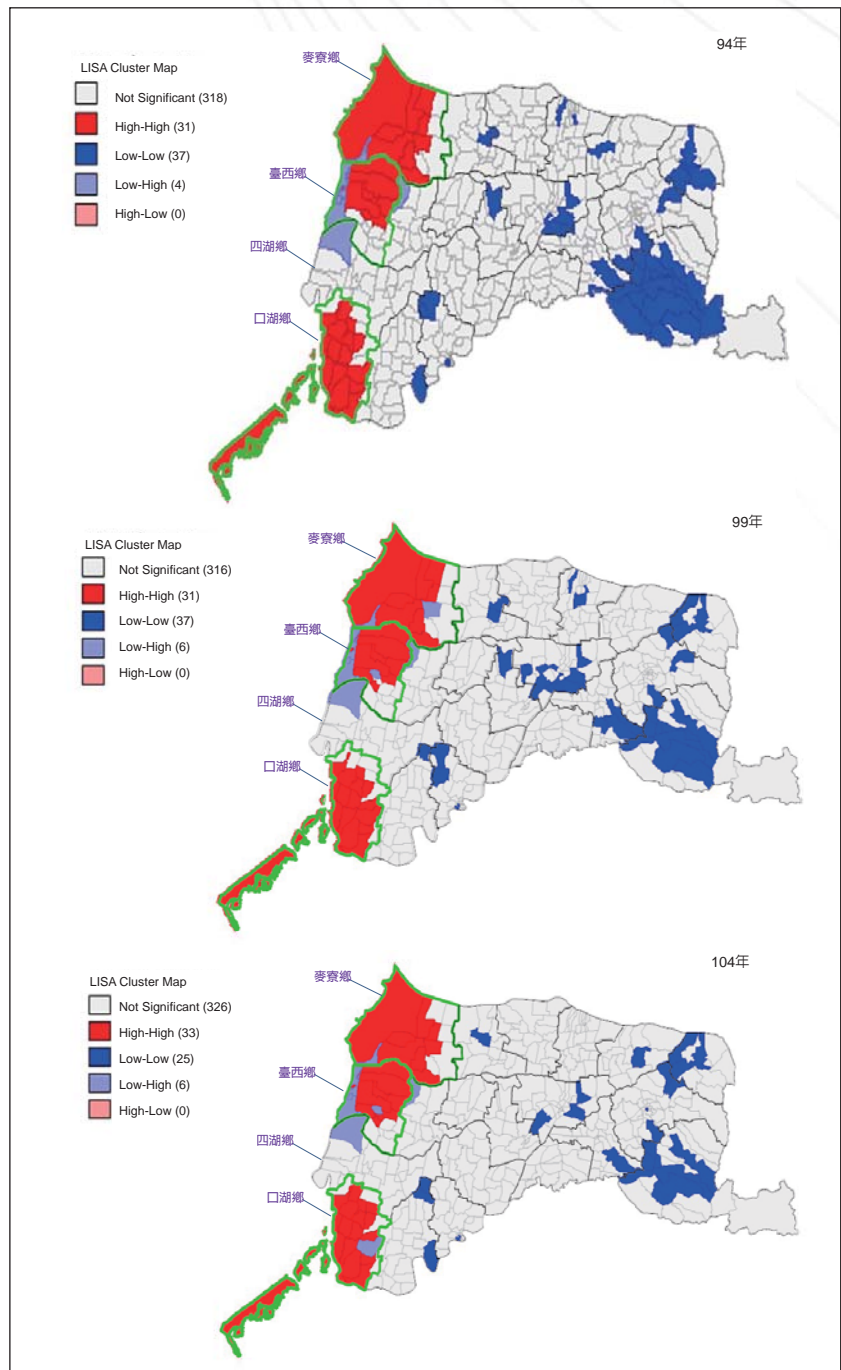 94年
麥寮鄉
LISA Cluster Map
Not Significant (318)
High-High (31)
Low-Low (37)
Low-High (4)
High-Low (0)
臺西鄉
四湖鄉
口湖鄉
99年
麥寮鄉
LISA Cluster Map
Not Significant (316)
High-High (31)
Low-Low (37)
Low-High (6)
High-Low (0)
臺西鄉
四湖鄉
口湖鄉
104年
麥寮鄉
LISA Cluster Map
Not Significant (326)
High-High (33)
Low-Low (25)
Low-High (6)
High-Low (0)
臺西鄉
四湖鄉
口湖鄉